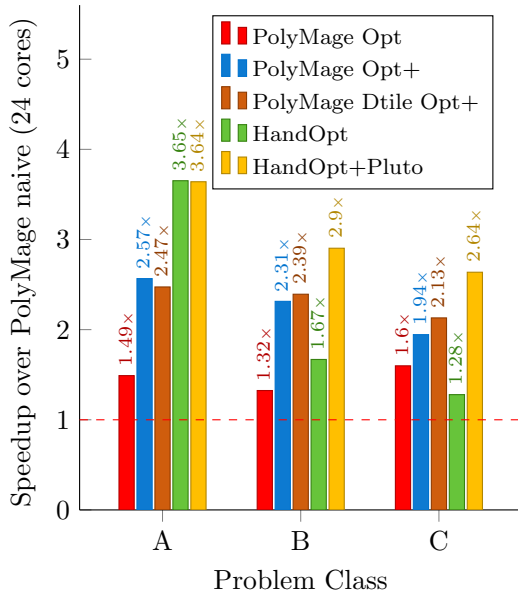 PolyMage Opt
PolyMage Opt+
PolyMage Dtile Opt+
HandOpt
HandOpt+Pluto
Speedup over PolyMage naive (24 cores)
5
4
3
2
1
0
1.49×
2.57×
2.47×
3.65×
3.64×
1.32×
2.31×
2.39×
1.67×
2.9×
1.6×
1.94×
2.13×
1.28×
2.64×
A B C
Problem Class